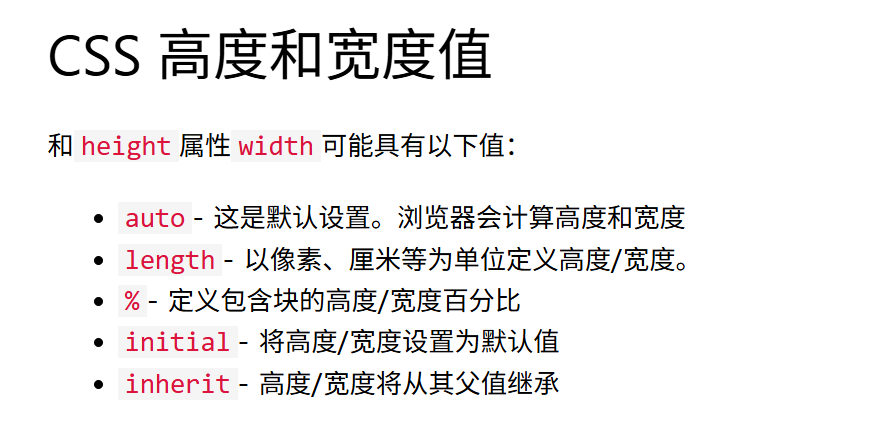 CSS 高度和宽度值
和 height 属性 width 可能具有以下值：
• auto - 这是默认设置。浏览器会计算高度和宽度
• length - 以像素、厘米等为单位定义高度/宽度。
• % - 定义包含块的高度/宽度百分比
• initial - 将高度/宽度设置为默认值
• inherit - 高度/宽度将从其父值继承